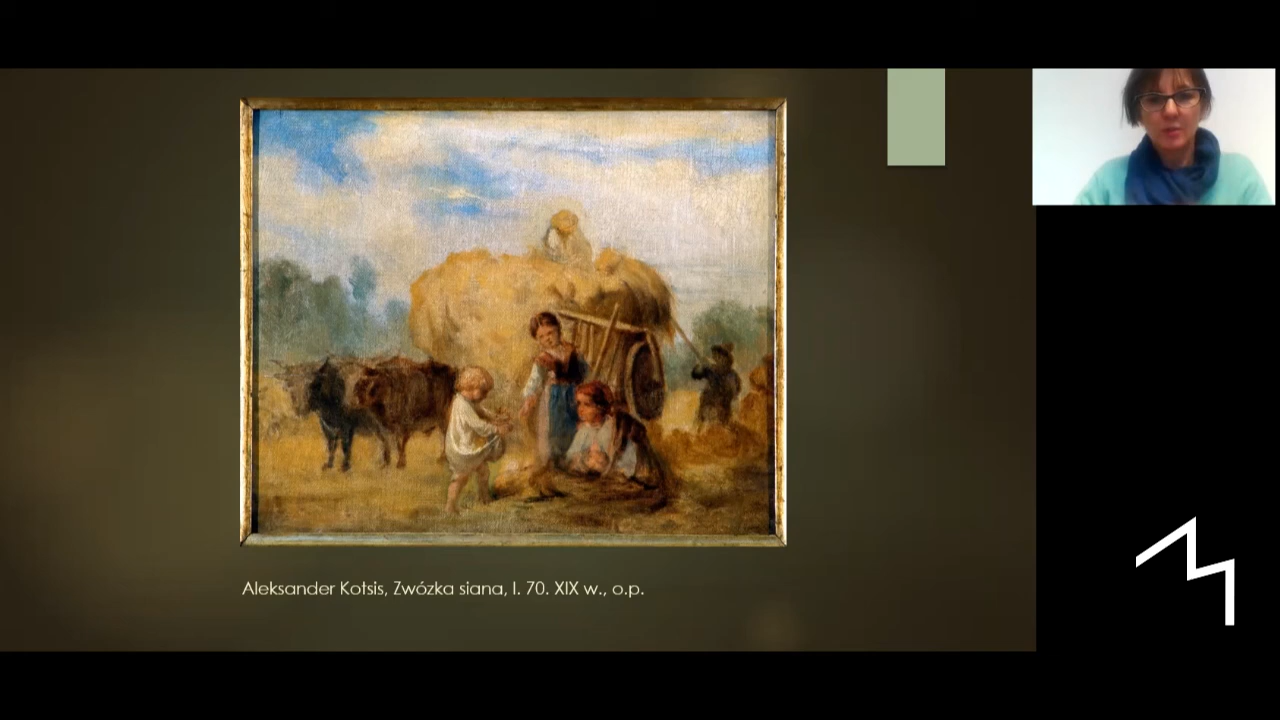 Aleksander Kotsis, Zwózka siana, l. 70. XIX w., o.p.